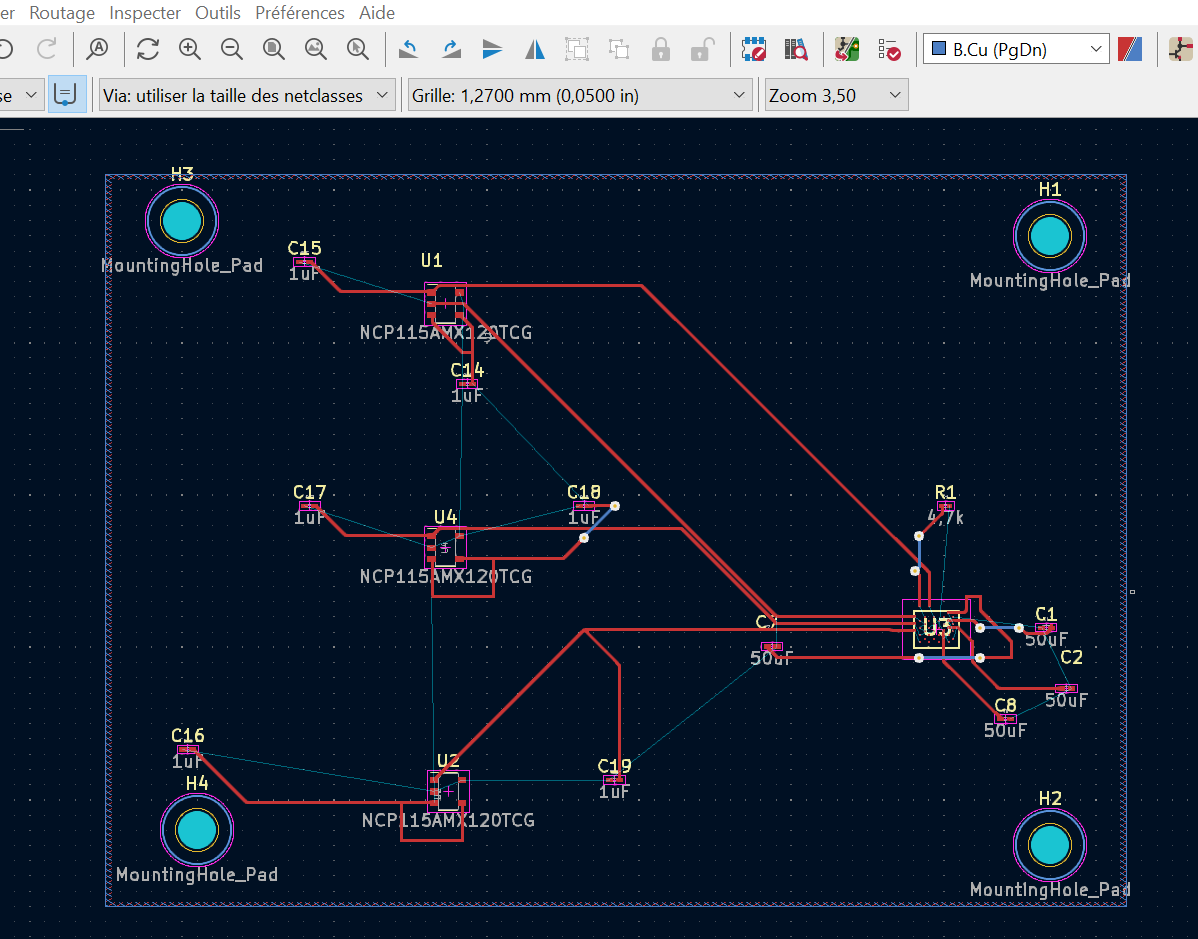 er Routage Inspecter Outils Préférences Aide
B.Cu (PgDn)
se Via: utiliser la taille des netclasses Grille: 1,2700 mm (0,0500 in) Zoom 3,50
H3
H1
MountingHole_Pad
MountingHole_Pad
C15
1uF
U1
NCP115AMX120TCG
C14
1uF
C17
1uF
U4
C18
1uF
NCP115AMX120TCG
R1
4,7k
U3
50uF
C1
50uF
C2
50uF
C8
50uF
C16
1uF
H4
U2
C19
1uF
NCP115AMX120TCG
H2
MountingHole_Pad
MountingHole_Pad